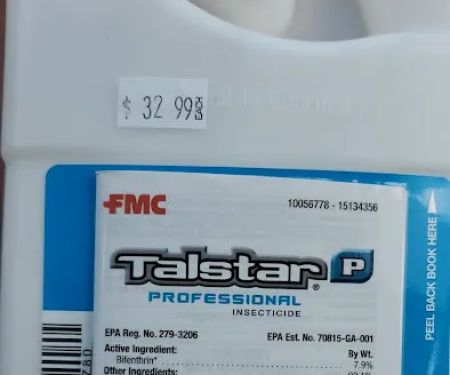 $ 32 99
FMC
10056778 - 15134356
Talstar® P
PROFESSIONAL
INSECTICIDE
EPA Reg. No. 279-3206 EPA Est. No. 70815-GA-001
Active Ingredient: By Wt.
Bifenthrin* 7.9%
Other Ingredients:
PEEL BACK BOOK HERE